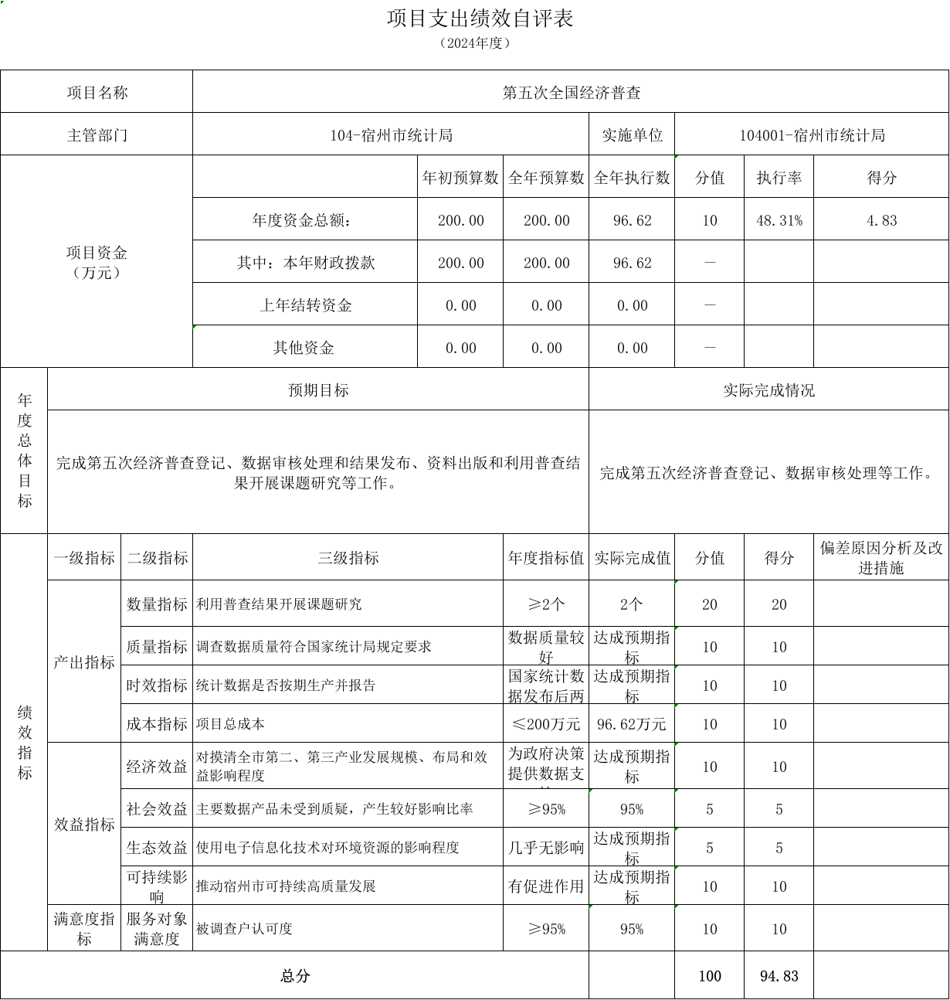 项目支出绩效自评表
（2024年度）
项目名称 第五次全国经济普查
主管部门 104-宿州市统计局 实施单位 104001-宿州市统计局
项目资金
（万元）
年初预算数 全年预算数 全年执行数 分值 执行率 得分
年度资金总额： 200.00 200.00 96.62 10 48.31% 4.83
其中：本年财政拨款 200.00 200.00 96.62 —
上年结转资金 0.00 0.00 0.00 —
其他资金 0.00 0.00 0.00 —
年度总体目标
预期目标 实际完成情况
完成第五次经济普查登记、数据审核处理和结果发布、资料出版和利用普查结
果开展课题研究等工作。
完成第五次经济普查登记、数据审核处理等工作。
绩效指标
一级指标 二级指标 三级指标 年度指标值 实际完成值 分值 得分 偏差原因分析及改
进措施
产出指标
数量指标 利用普查结果开展课题研究 ≥2个 2个 20 20
质量指标 调查数据质量符合国家统计局规定要求 数据质量较
好 达成预期指
标 10 10
时效指标 统计数据是否按期生产并报告 国家统计数
据发布后两 达成预期指
标 10 10
成本指标 项目总成本 ≤200万元 96.62万元 10 10
效益指标
经济效益 对摸清全市第二、第三产业发展规模、布局和效
益影响程度 为政府决策
提供数据支 达成预期指
标 10 10
社会效益 主要数据产品未受到质疑，产生较好影响比率 ≥95% 95% 5 5
生态效益 使用电子信息化技术对环境资源的影响程度 几乎无影响 达成预期指
标 5 5
可持续影
响 推动宿州市可持续高质量发展 有促进作用 达成预期指
标 10 10
满意度指
标 服务对象
满意度 被调查户认可度 ≥95% 95% 10 10
总分 100 94.83